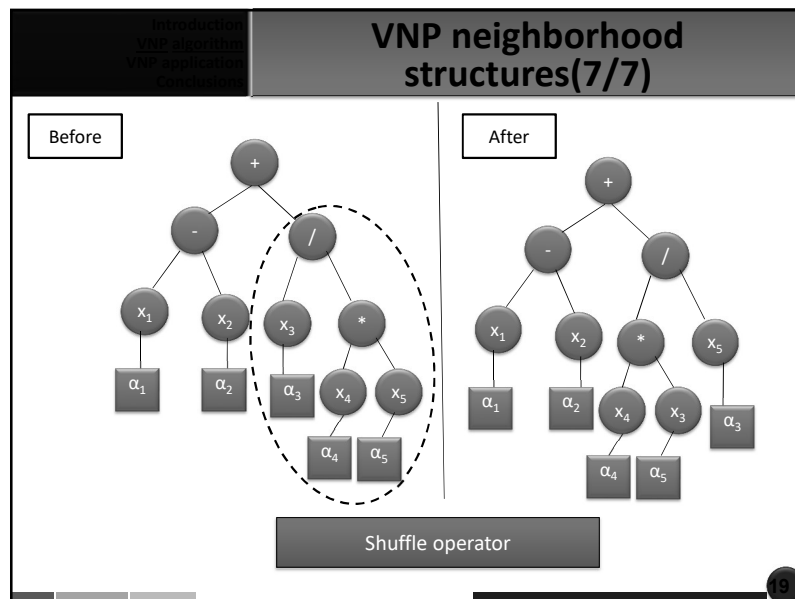 Introduction
VNP algorithm
VNP application
Conclusions
VNP neighborhood
structures(7/7)
Before
After
+
- /
x₁ x₂ x₃ *
α₁ α₂ α₃ x₄ x₅
α₄ α₅
+
- /
x₁ x₂ * x₅
α₁ α₂ x₄ x₃ α₃
α₄ α₅
Shuffle operator
19